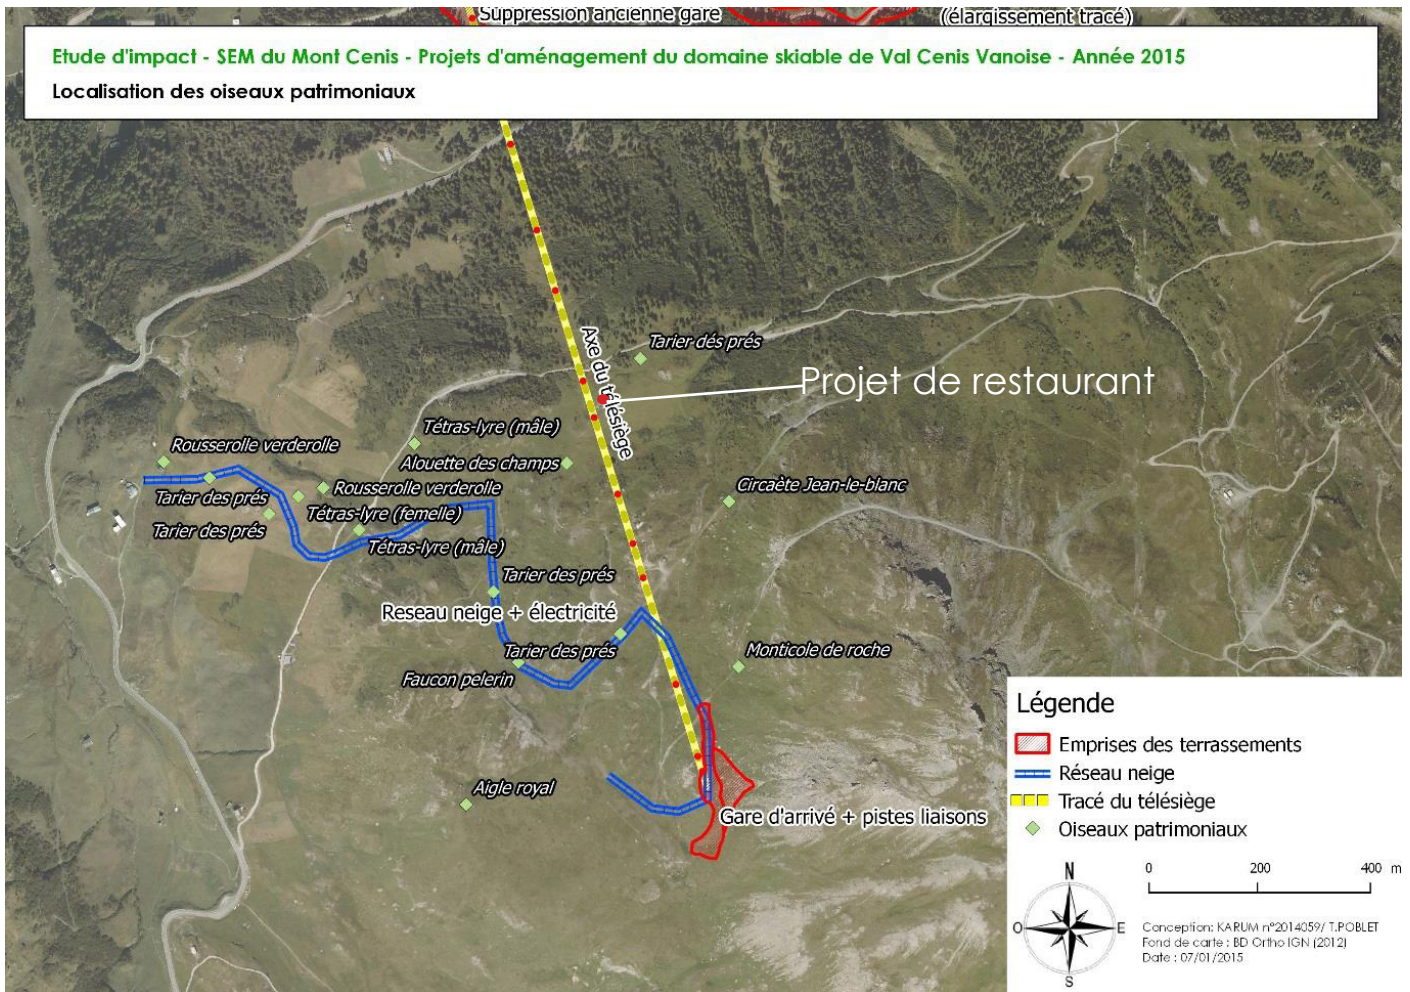 Suppression ancienne gare
(élargissement tracé)
Etude d'impact - SEM du Mont Cenis - Projets d'aménagement du domaine skiable de Val Cenis Vanoise - Année 2015
Localisation des oiseaux patrimoniaux
Axe du télésiège
Tarier dés prés
Projet de restaurant
Tétras-lyre (mâle)
Rousserolle verderolle
Alouette des champs
Circaète Jean-le-blanc
Rousserolle verderolle
Tarier des prés
Tétras-lyre (femelle)
Tarier des prés
Tétras-lyre (mâle)
Tarier des prés
Reseau neige + électricité
Tarier des prés
Monticole de roche
Faucon pelerin
Aigle royal
Gare d'arrivé + pistes liaisons
Légende
Emprises des terrassements
Réseau neige
Tracé du télésiège
Oiseaux patrimoniaux
N
O
E
S
0 200 400 m
Conception: KARUM n°2014059/ T.POBLET
Fond de carte : BD Ortho IGN (2012)
Date : 07/01/2015